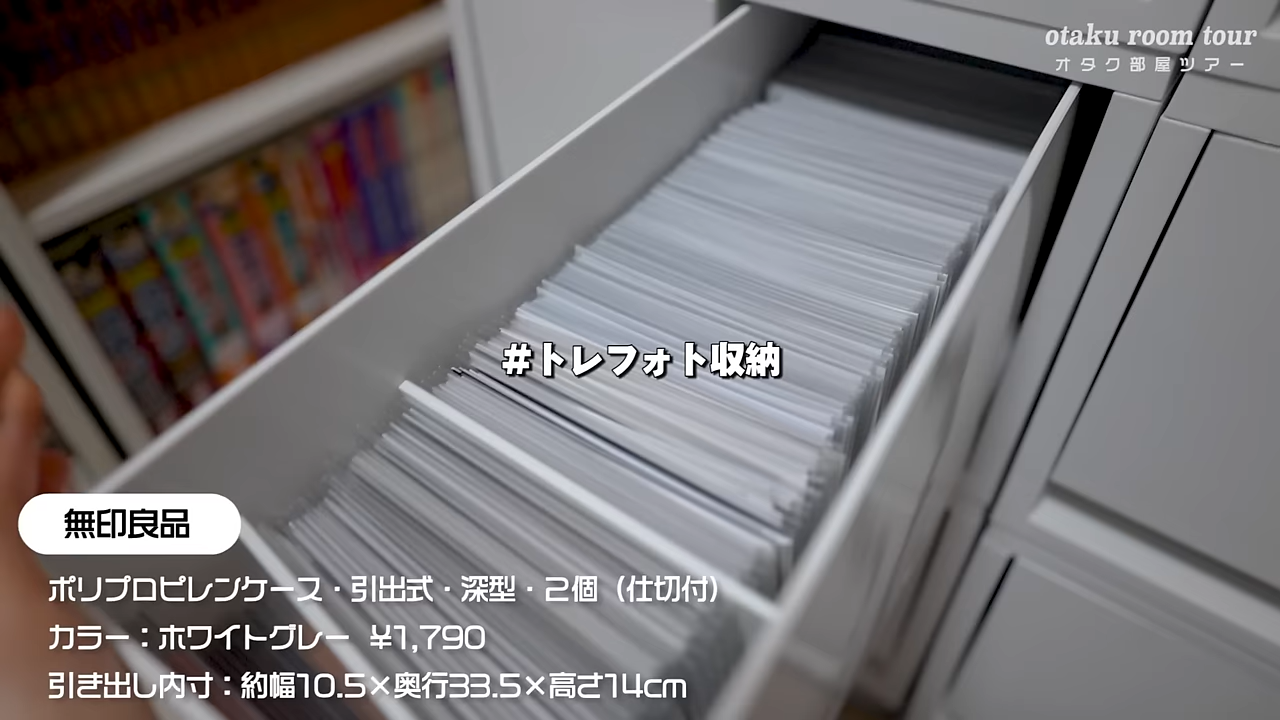 otaku room tour
オタク部屋ツアー
#トレフォト収納
無印良品
ポリプロピレンケース・引出式・深型・2個（仕切付）
カラー：ホワイトグレー ¥1,790
引き出し内寸：約幅10.5×奥行33.5×高さ14cm